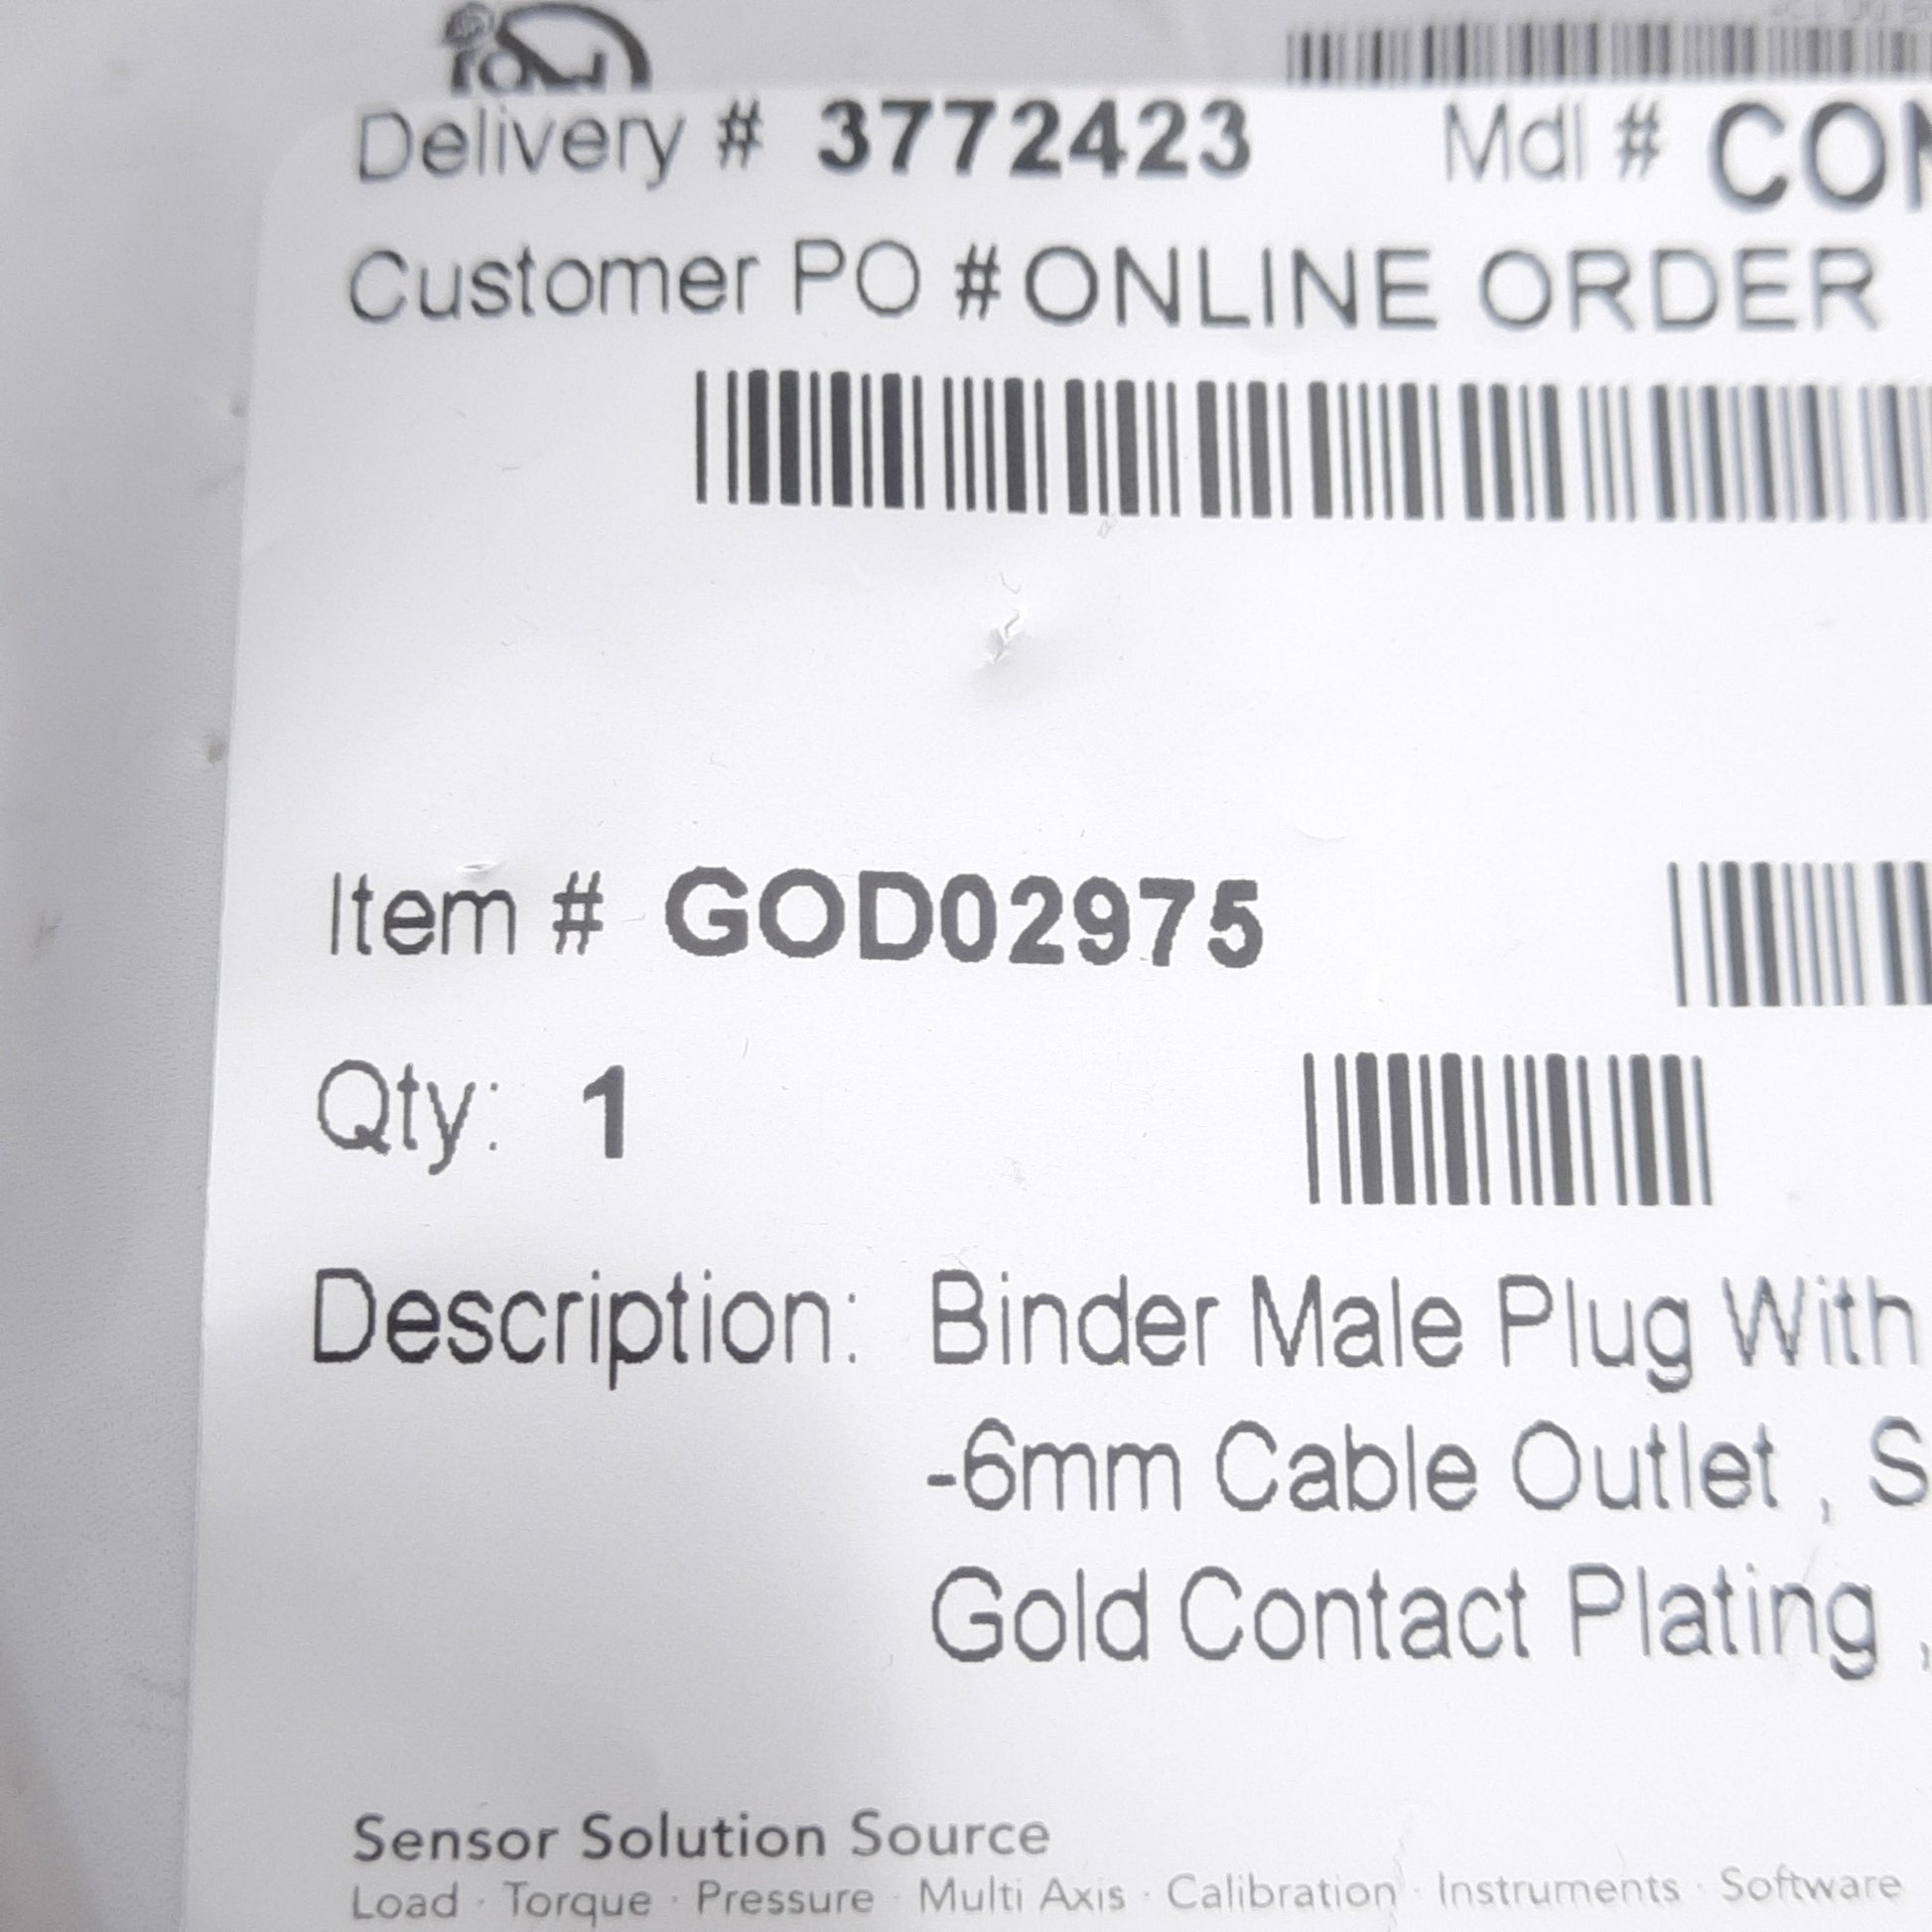 Delivery # 3772423 Mdl # CON
Customer PO #ONLINE ORDER
Item # GOD02975
Qty: 1
Description: Binder Male Plug With
-6mm Cable Outlet , S
Gold Contact Plating ,
Sensor Solution Source
Load · Torque · Pressure · Multi Axis · Calibration · Instruments · Software